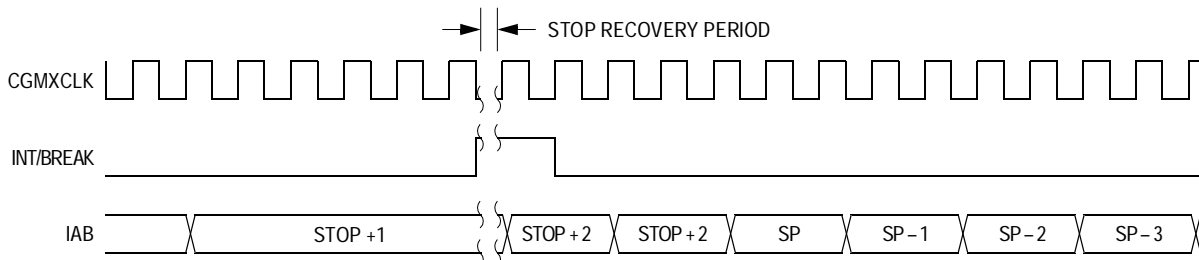 STOP RECOVERY PERIOD
CGMXCLK
INT/BREAK
IAB STOP +1 STOP + 2 STOP + 2 SP SP – 1 SP – 2 SP – 3